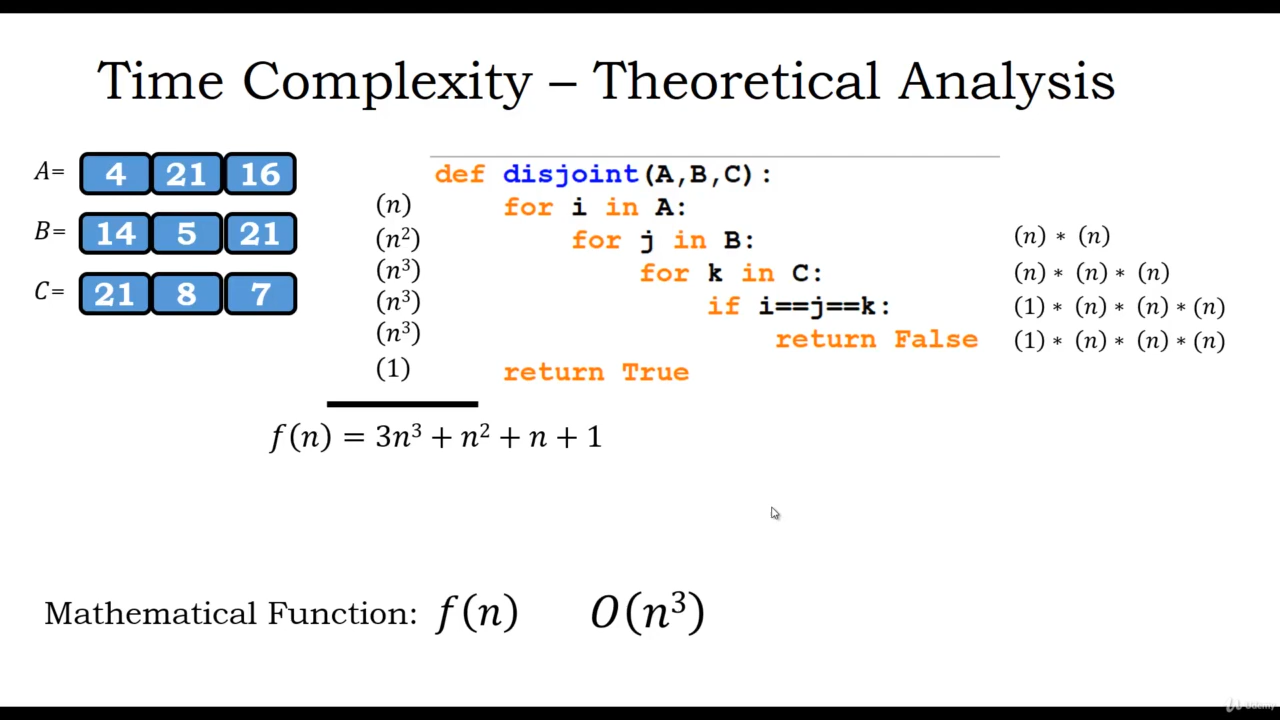 Time Complexity – Theoretical Analysis
A= 4 21 16
B= 14 5 21
C= 21 8 7
def disjoint(A,B,C):
(n) for i in A:
(n²) for j in B: (n) ∗ (n)
(n³) for k in C: (n) ∗ (n) ∗ (n)
(n³) if i==j==k: (1) ∗ (n) ∗ (n) ∗ (n)
(n³) return False (1) ∗ (n) ∗ (n) ∗ (n)
(1) return True
f(n) = 3n³ + n² + n + 1
Mathematical Function: f(n) O(n³)
Udemy